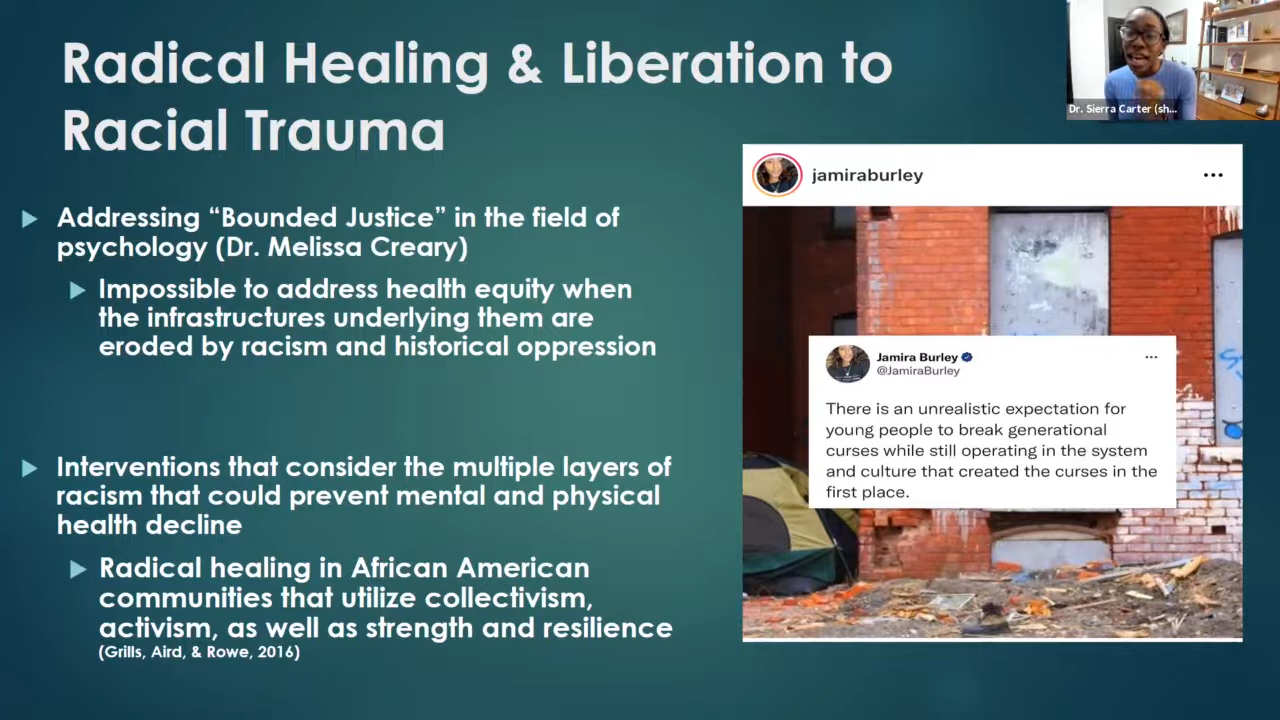 Radical Healing & Liberation to
Racial Trauma
Dr. Sierra Carter (sh...
Addressing “Bounded Justice” in the field of
psychology (Dr. Melissa Creary)
Impossible to address health equity when
the infrastructures underlying them are
eroded by racism and historical oppression
Interventions that consider the multiple layers of
racism that could prevent mental and physical
health decline
Radical healing in African American
communities that utilize collectivism,
activism, as well as strength and resilience
(Grills, Aird, & Rowe, 2016)
jamiraburley
Jamira Burley
@JamiraBurley
There is an unrealistic expectation for
young people to break generational
curses while still operating in the system
and culture that created the curses in the
first place.